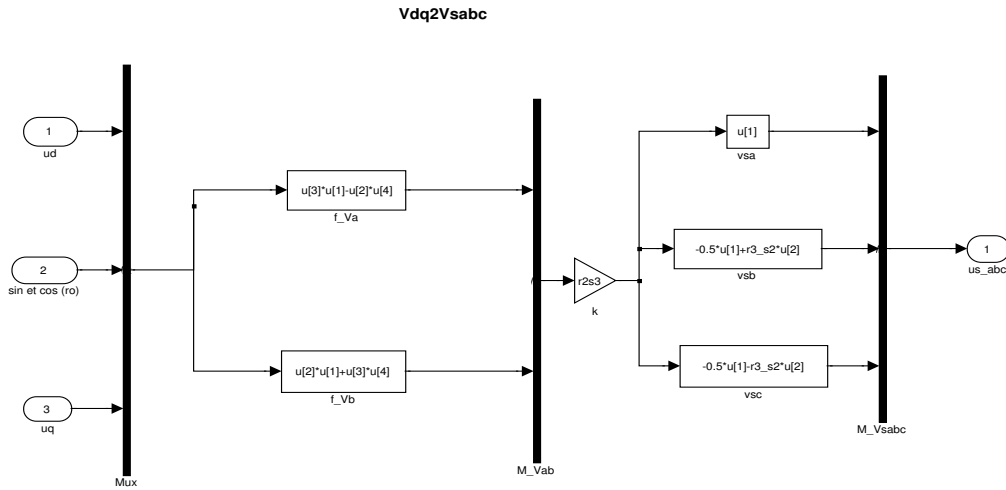 Vdq2Vsabc
1
ud
2
sin et cos (ro)
3
uq
Mux
u[3]*u[1]-u[2]*u[4]
f_Va
u[2]*u[1]+u[3]*u[4]
f_Vb
M_Vab
r2s3
k
u[1]
vsa
-0.5*u[1]+r3_s2*u[2]
vsb
-0.5*u[1]-r3_s2*u[2]
vsc
M_Vsabc
1
us_abc